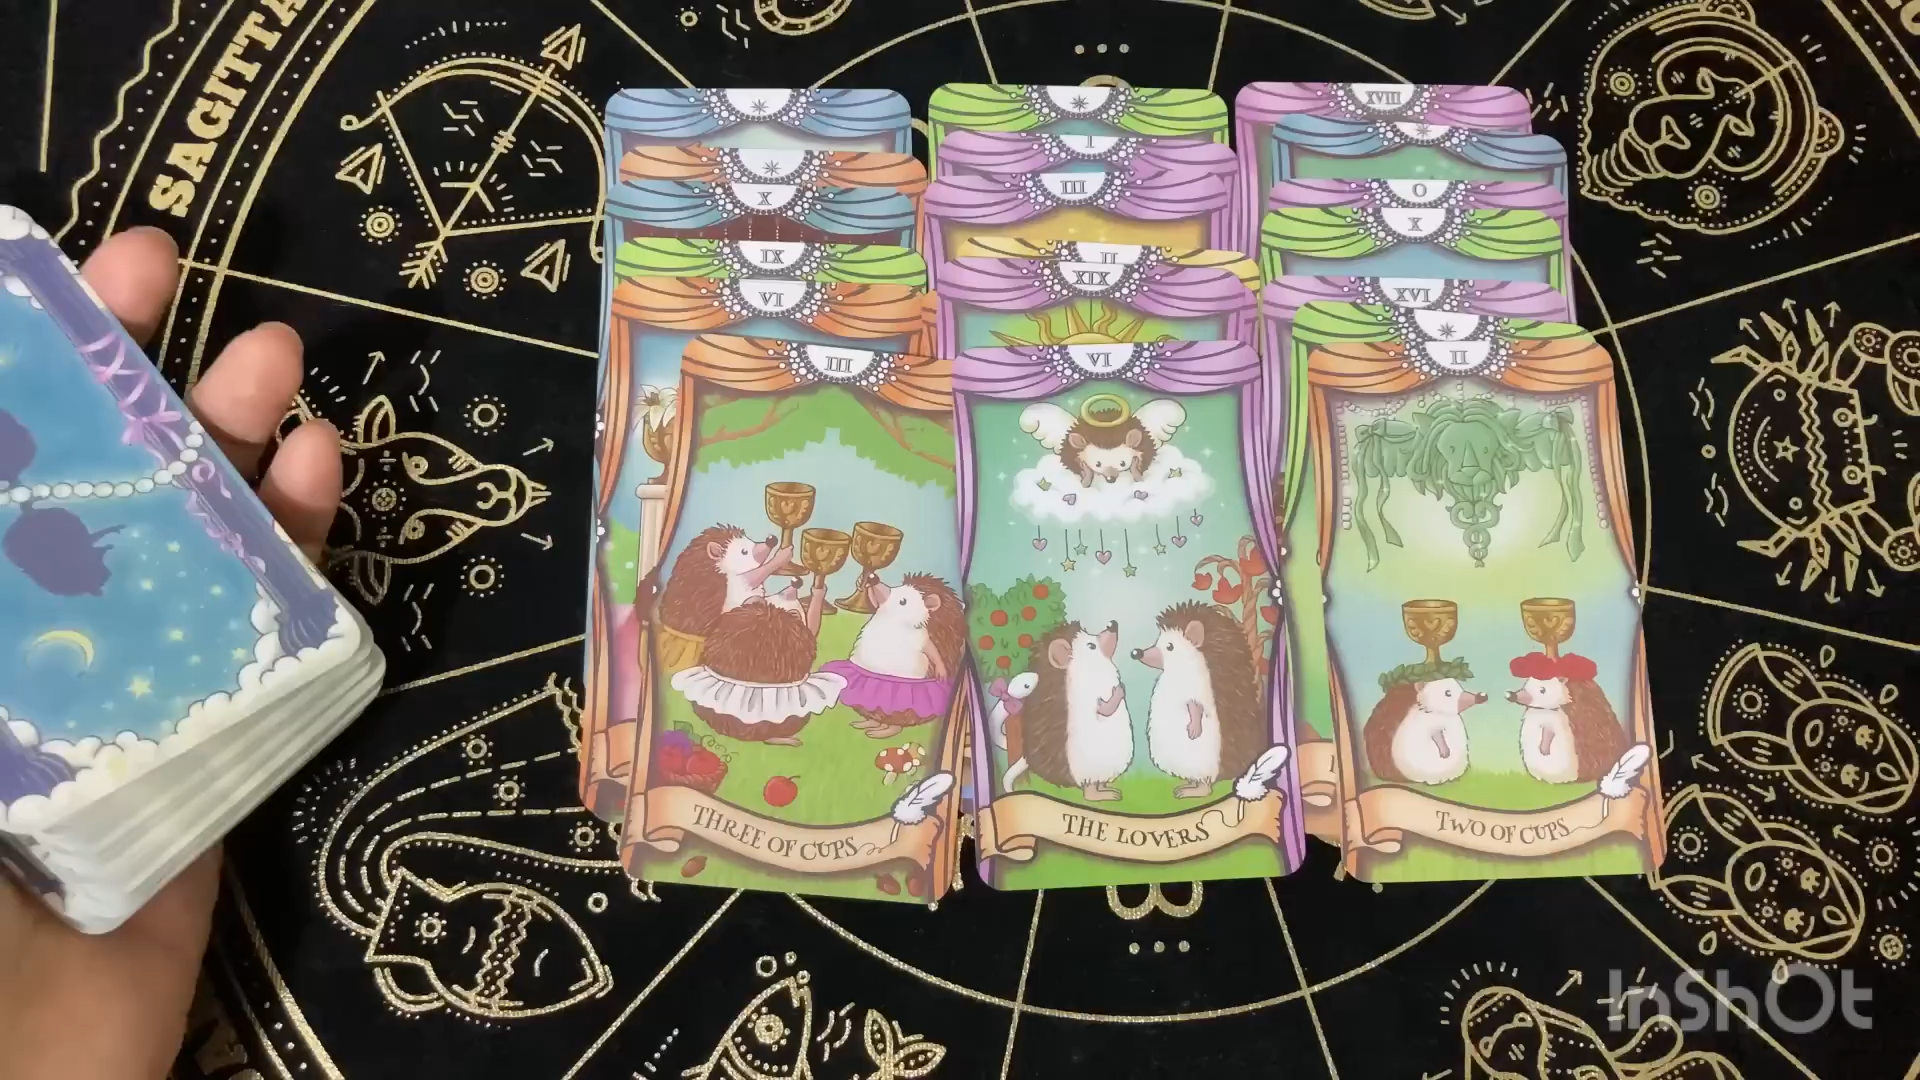 SAGITTA
XVIII
I
III
O
X
X
IX
II
XIX
XVI
VI
III
VI
II
THREE OF CUPS
THE LOVERS
TWO OF CUPS
InShOt